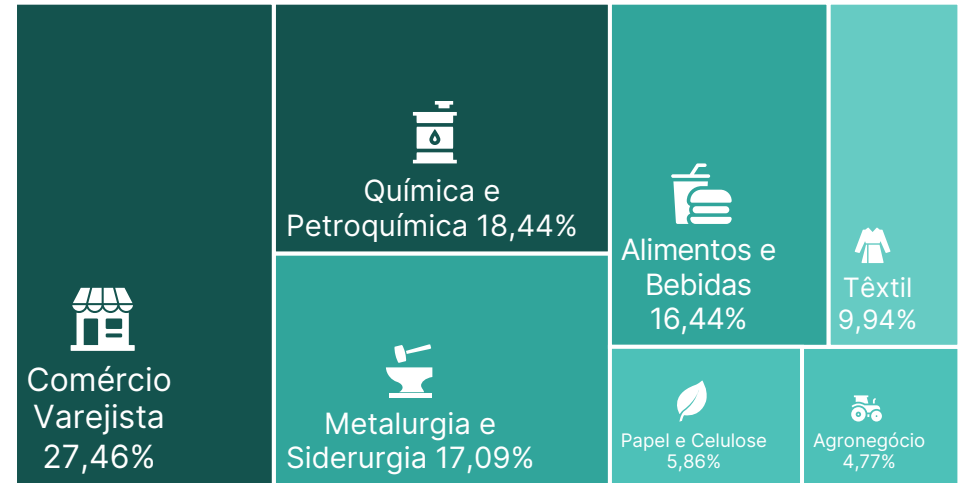 Comércio
Varejista
27,46%
Química e
Petroquímica 18,44%
Metalurgia e
Siderurgia 17,09%
Alimentos e
Bebidas
16,44%
Têxtil
9,94%
Papel e Celulose
5,86%
Agronegócio
4,77%